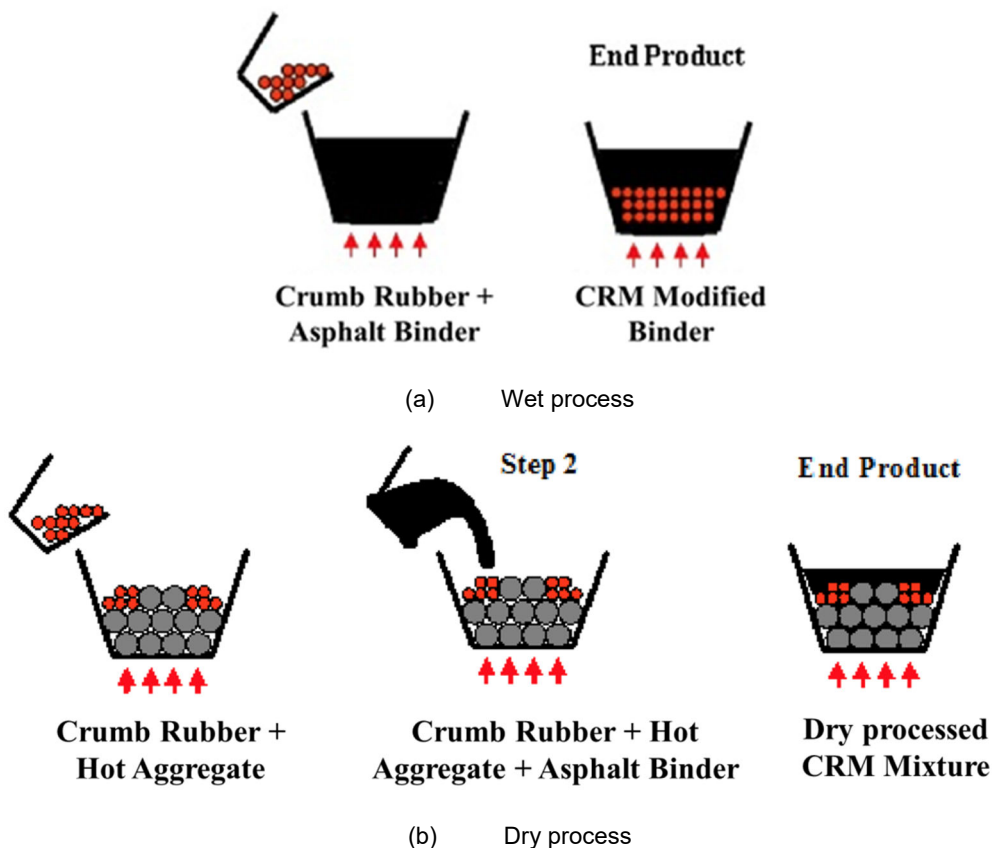 End Product
Crumb Rubber +
Asphalt Binder
CRM Modified
Binder
(a) Wet process
Step 2
End Product
Crumb Rubber +
Hot Aggregate
Crumb Rubber + Hot
Aggregate + Asphalt Binder
Dry processed
CRM Mixture
(b) Dry process